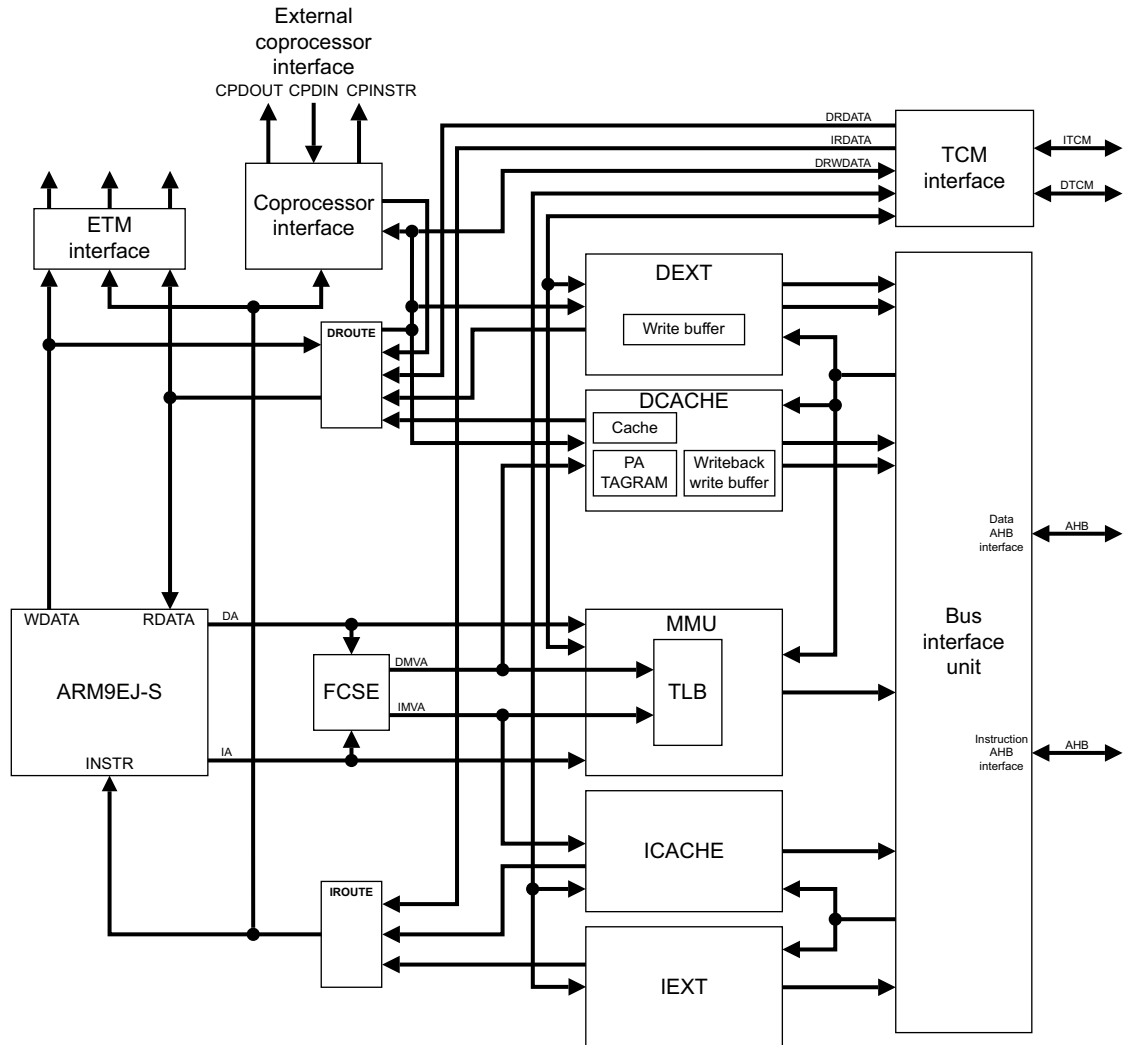 External
coprocessor
interface
CPDOUT CPDIN CPINSTR
DRDATA
IRDATA
DRWDATA
TCM
interface
ITCM
DTCM
Coprocessor
interface
ETM
interface
DEXT
Write buffer
DROUTE
DCACHE
Cache
PA
TAGRAM
Writeback
write buffer
Data
AHB
interface
AHB
WDATA
RDATA
DA
MMU
Bus
interface
unit
ARM9EJ-S
FCSE
DMVA
IMVA
TLB
IA
INSTR
Instruction
AHB
interface
AHB
ICACHE
IROUTE
IEXT